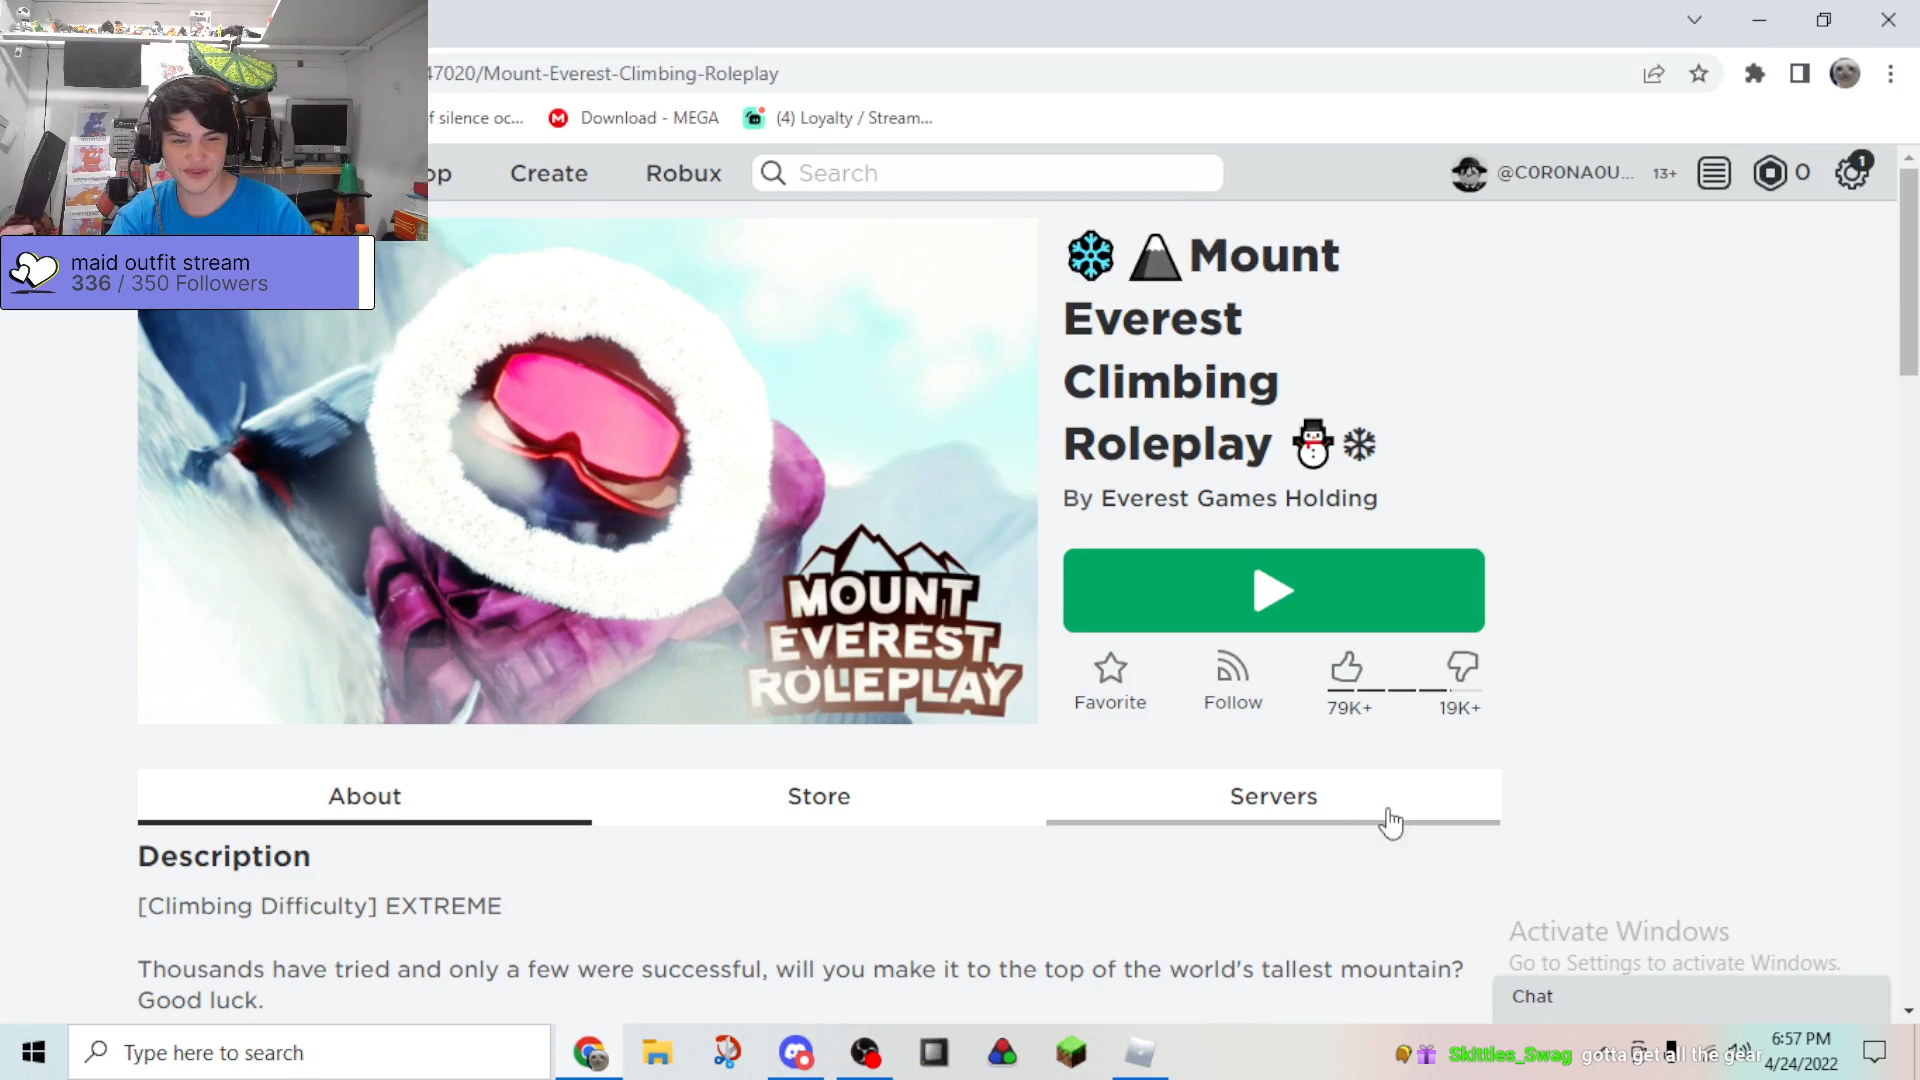 47020/Mount-Everest-Climbing-Roleplay
f silence oc...
Download - MEGA
(4) Loyalty / Stream...
op
Create
Robux
Search
@C0R0NA0U...
13+
0
1
maid outfit stream
336 / 350 Followers
Mount
Everest
Climbing
Roleplay
By Everest Games Holding
MOUNT
EVEREST
ROLEPLAY
Favorite
Follow
79K+
19K+
About
Store
Servers
Description
[Climbing Difficulty] EXTREME
Thousands have tried and only a few were successful, will you make it to the top of the world's tallest mountain?
Good luck.
Activate Windows
Go to Settings to activate Windows.
Chat
Type here to search
Skittles_Swag gotta get all the gear
6:57 PM
4/24/2022